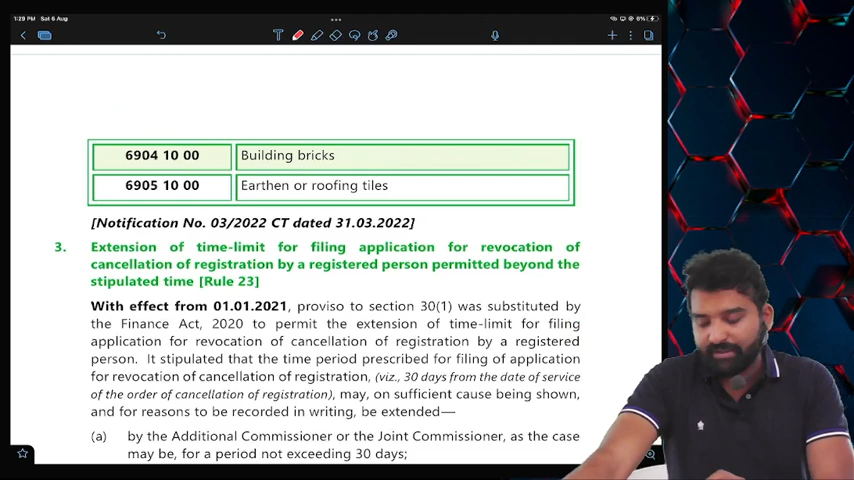 1:29 PM Sat 6 Aug
6%
6904 10 00 Building bricks
6905 10 00 Earthen or roofing tiles
[Notification No. 03/2022 CT dated 31.03.2022]
3. Extension of time-limit for filing application for revocation of
cancellation of registration by a registered person permitted beyond the
stipulated time [Rule 23]
With effect from 01.01.2021, proviso to section 30(1) was substituted by
the Finance Act, 2020 to permit the extension of time-limit for filing
application for revocation of cancellation of registration by a registered
person. It stipulated that the time period prescribed for filing of application
for revocation of cancellation of registration, (viz., 30 days from the date of service
of the order of cancellation of registration), may, on sufficient cause being shown,
and for reasons to be recorded in writing, be extended—
(a) by the Additional Commissioner or the Joint Commissioner, as the case
may be, for a period not exceeding 30 days;